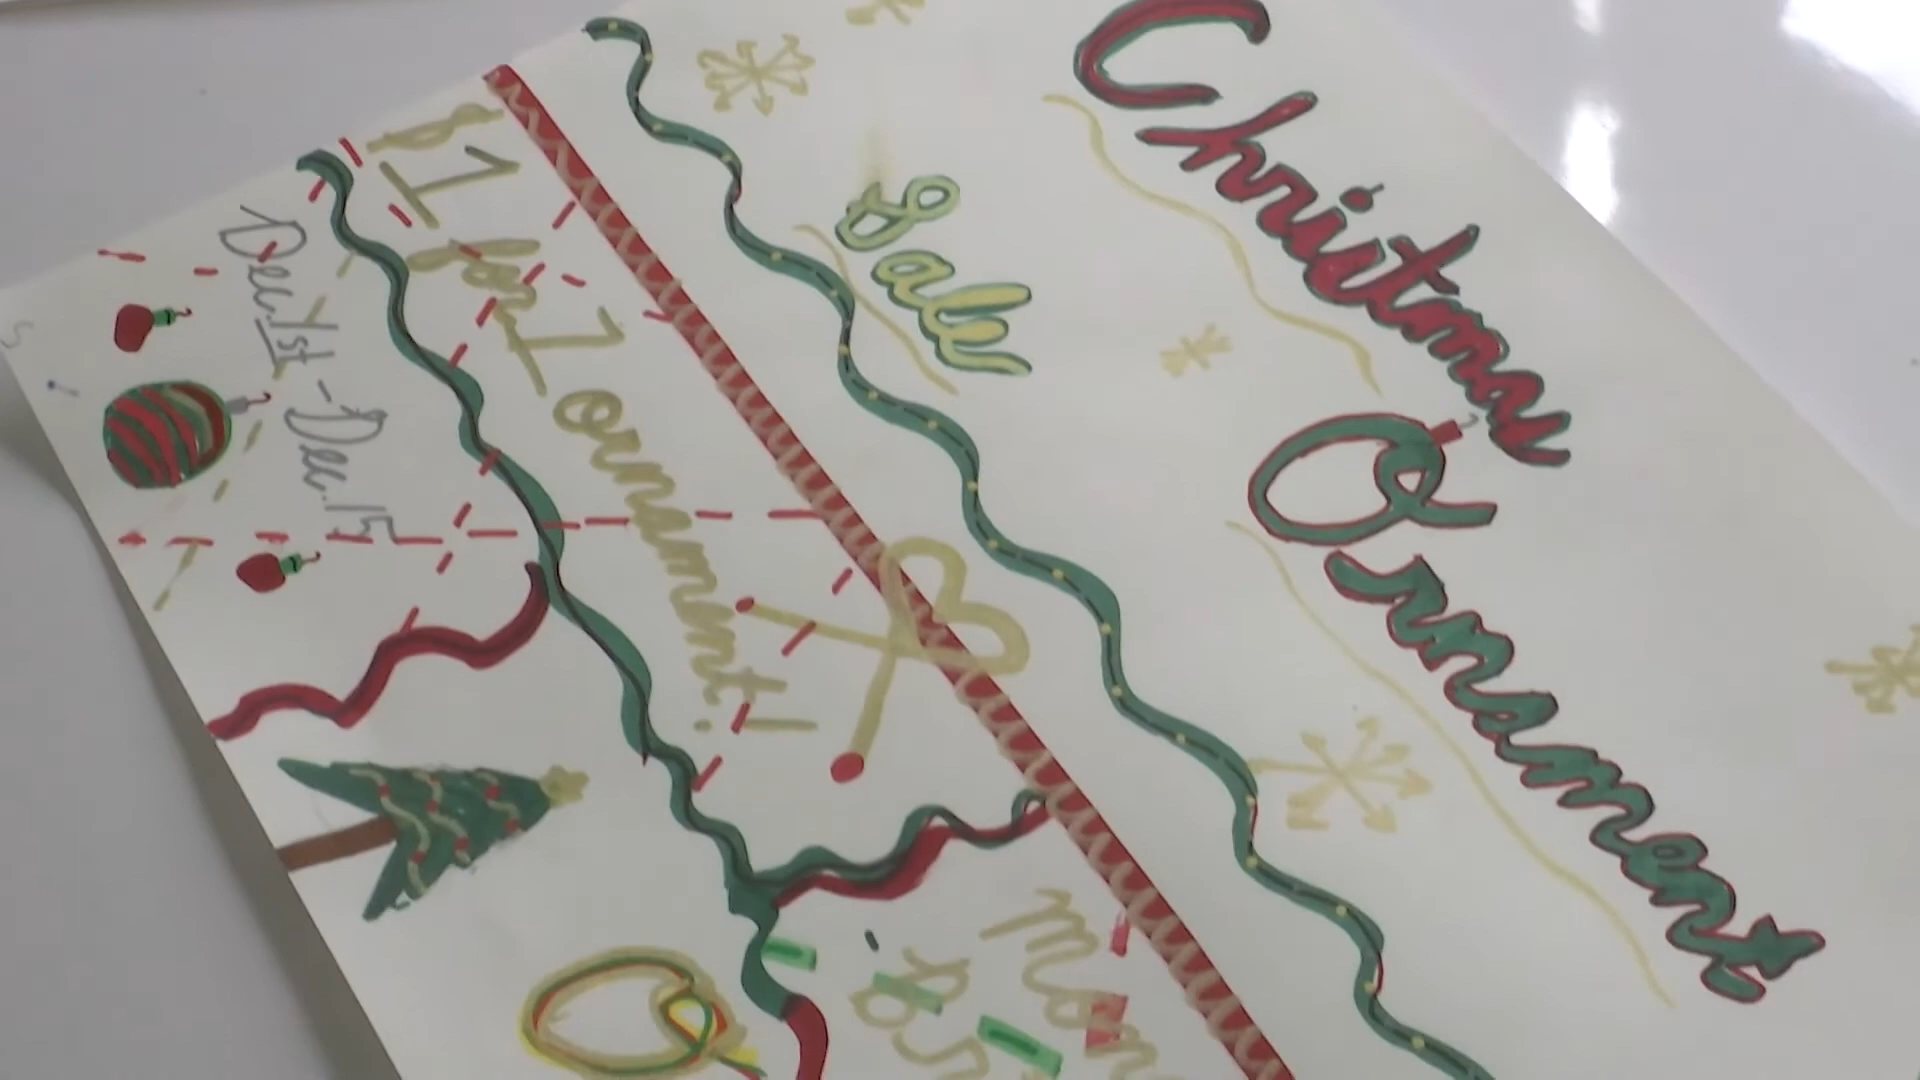 Christmas
Ornament
Sale
$1 for 1 ornament!
Dec. 1st - Dec. 15